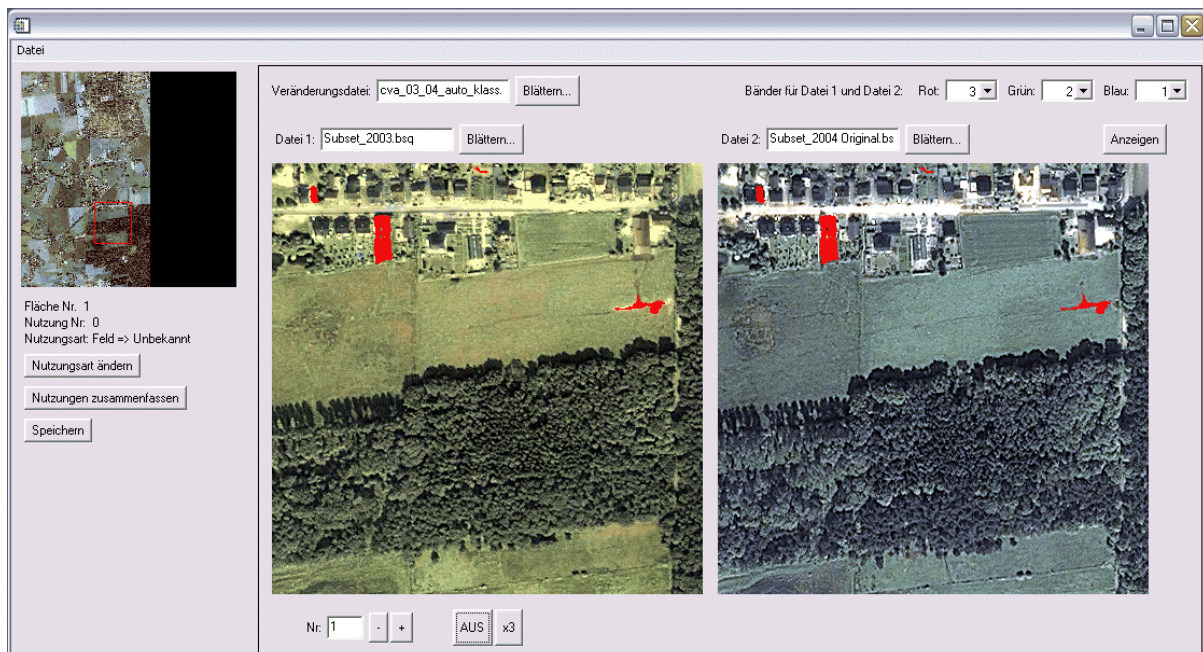 Datei
Veränderungsdatei: cva_03_04_auto_klass. Blättern... Bänder für Datei 1 und Datei 2: Rot: 3 Grün: 2 Blau: 1
Datei 1: Subset_2003.bsq Blättern... Datei 2: Subset_2004 Original.bs Blättern... Anzeigen
Fläche Nr. 1
Nutzung Nr: 0
Nutzungsart: Feld => Unbekannt
Nutzungsart ändern
Nutzungen zusammenfassen
Speichern
Nr: 1 - + AUS x3